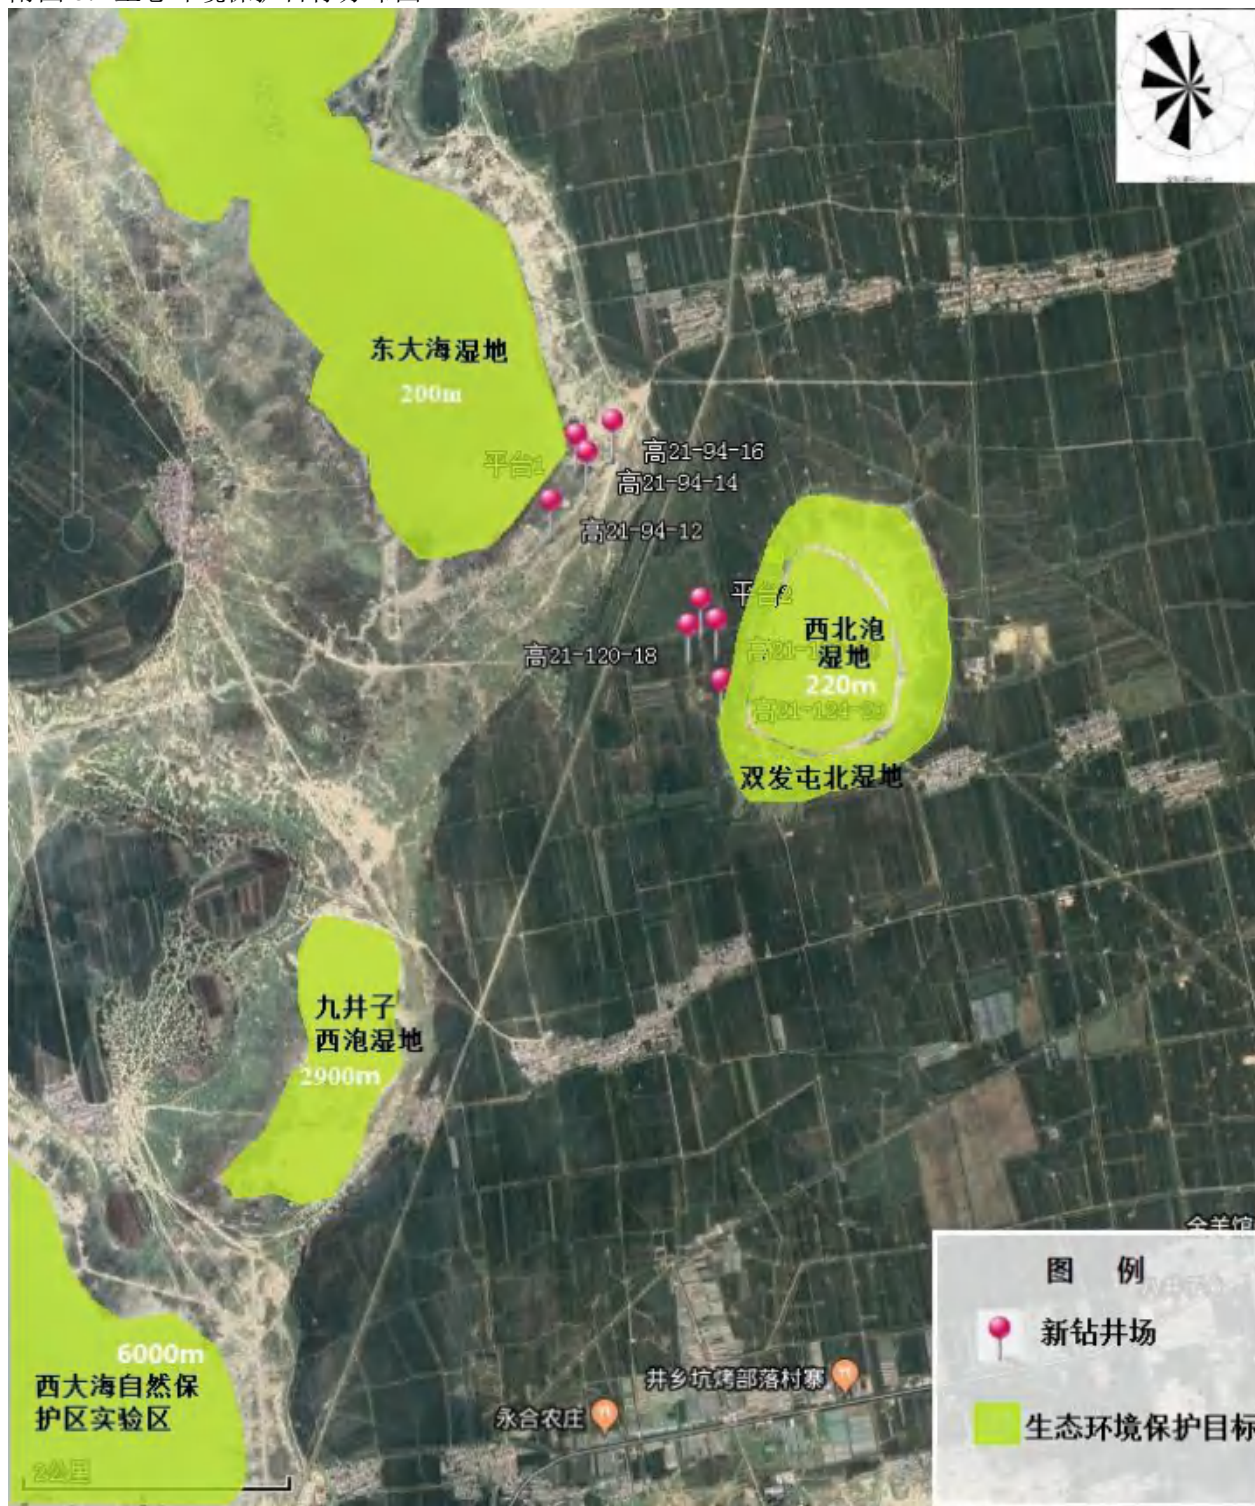 东大海湿地
200m
高21-94-16
平台1
高21-94-14
高21-94-12
平台2
西北泡
湿地
高21-120-18
220m
双发屯北湿地
九井子
西泡湿地
2900m
6000m
西大海自然保
护区实验区
2公里
井乡坑烤部落村寨
永合农庄
图 例
新钻井场
生态环境保护目标